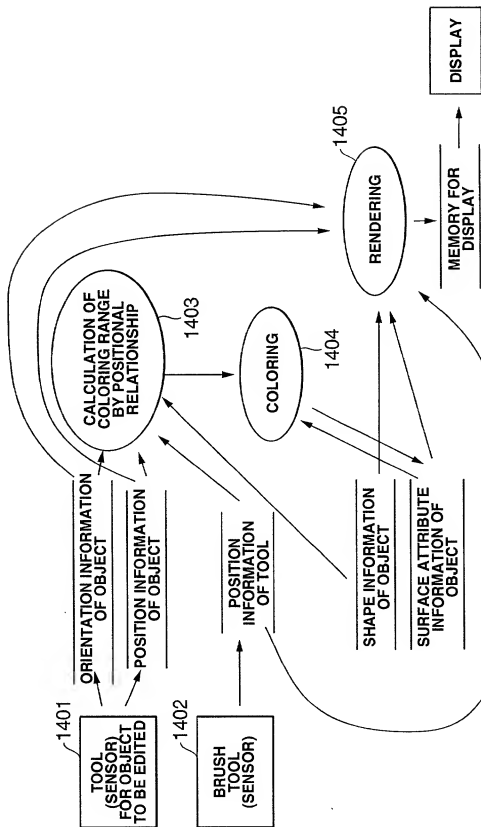 1401
TOOL
(SENSOR)
FOR OBJECT
TO BE EDITED
1402
BRUSH
TOOL
(SENSOR)
ORIENTATION INFORMATION
OF OBJECT
POSITION INFORMATION
OF OBJECT
POSITION
INFORMATION
OF TOOL
SHAPE INFORMATION
OF OBJECT
SURFACE ATTRIBUTE
INFORMATION OF
OBJECT
CALCULATION OF
COLORING RANGE
BY POSITIONAL
RELATIONSHIP
1403
COLORING
1404
1405
RENDERING
MEMORY FOR
DISPLAY
DISPLAY